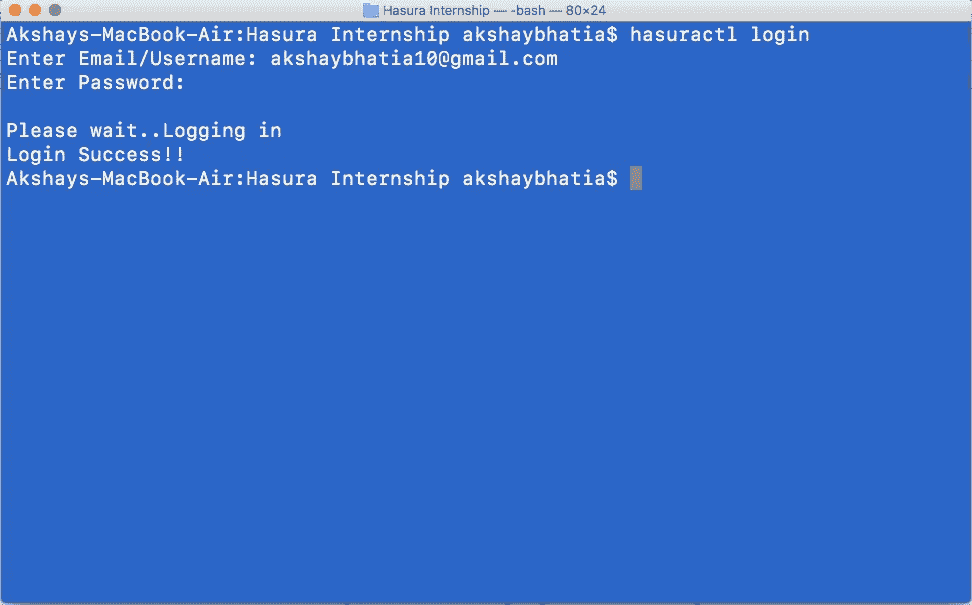 Hasura Internship — -bash — 80×24
Akshays-MacBook-Air:Hasura Internship akshaybhatia$ hasuractl login
Enter Email/Username: akshaybhatia10@gmail.com
Enter Password:
Please wait..Logging in
Login Success!!
Akshays-MacBook-Air:Hasura Internship akshaybhatia$